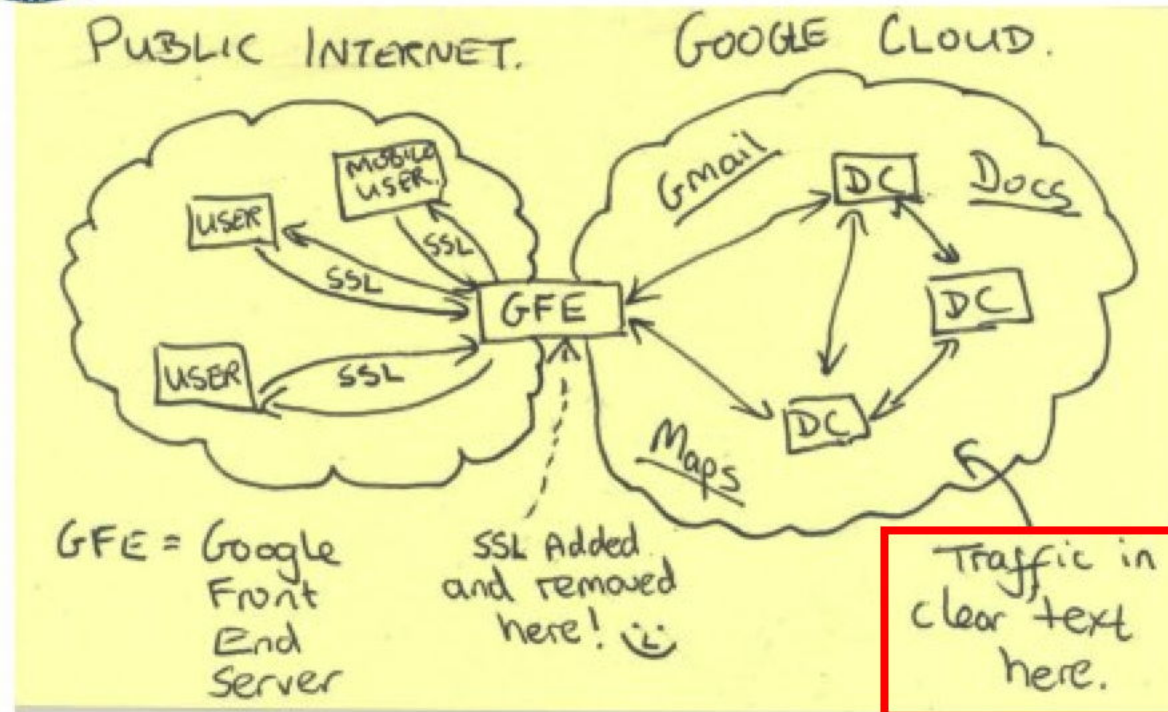 PUBLIC INTERNET.
GOOGLE CLOUD.
MOBILE
USER.
USER
SSL
SSL
USER
SSL
GFE
Gmail
DC
Docs
DC
DC
Maps
GFE = Google
Front
End
Server
SSL Added
and removed
here!
Traffic in
clear text
here.